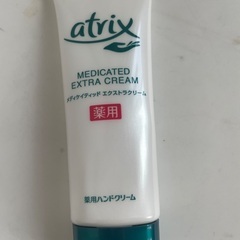 atrix
MEDICATED
EXTRA CREAM
メディケイティッド エクストラクリーム
薬用
薬用ハンドクリーム